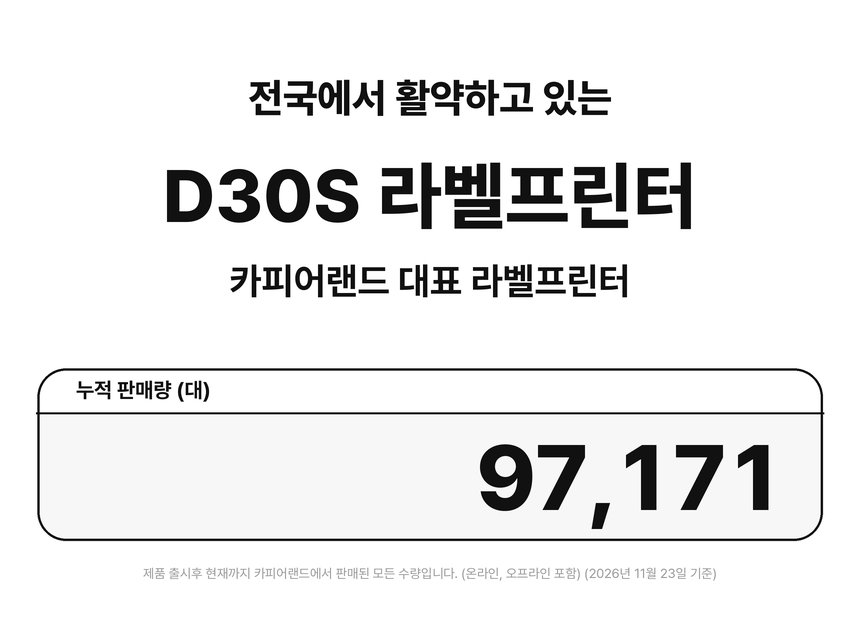 전국에서 활약하고 있는
D30S 라벨프린터
카피어랜드 대표 라벨프린터
누적 판매량 (대)
97,171
제품 출시후 현재까지 카피어랜드에서 판매된 모든 수량입니다. (온라인, 오프라인 포함) (2026년 11월 23일 기준)